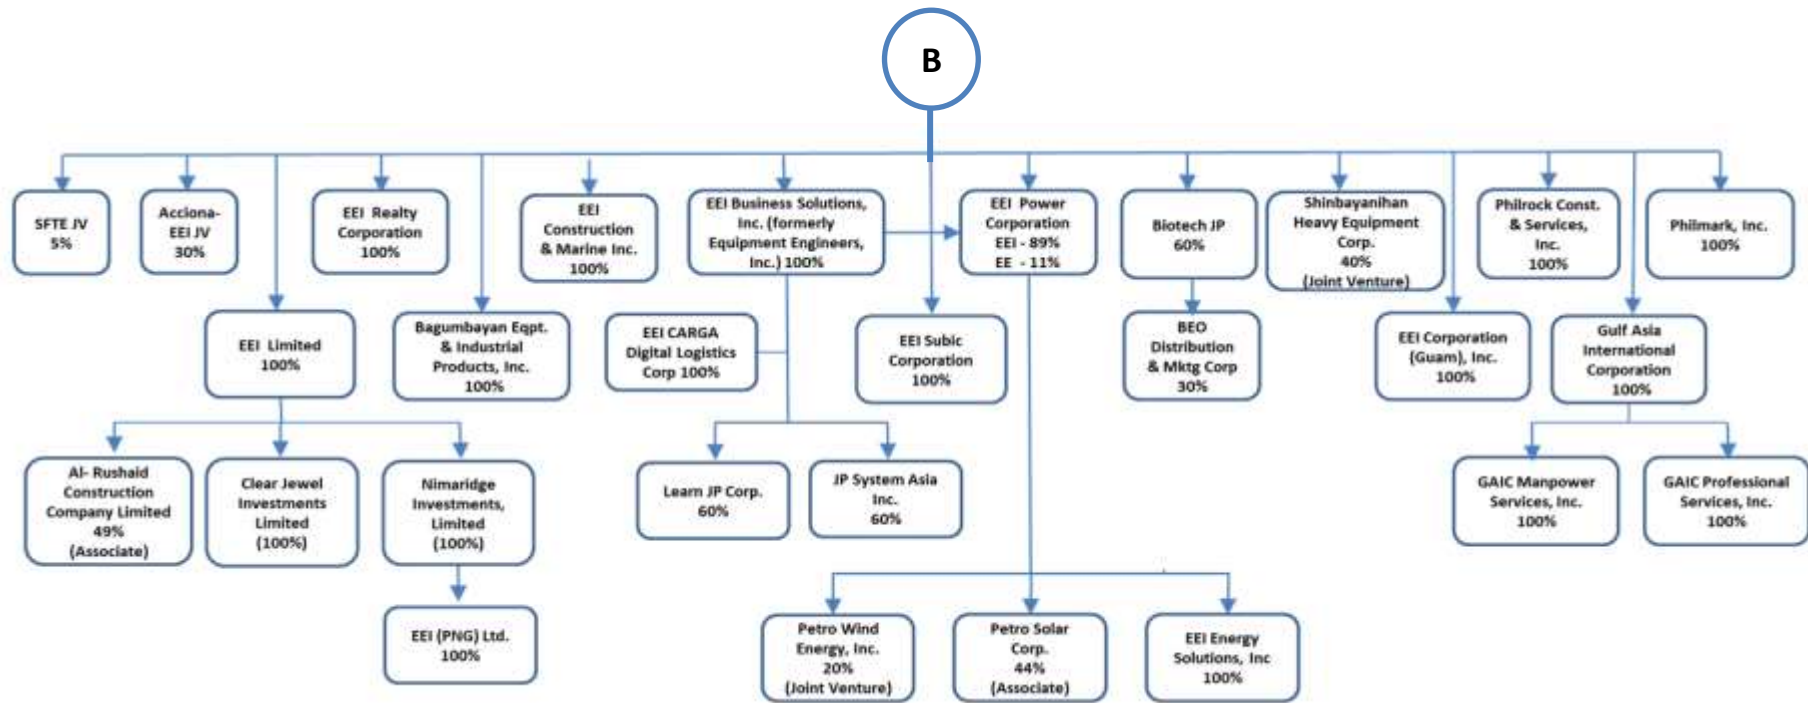 B
SFTE JV
5%
Acciona-
EEI JV
30%
EEI Realty
Corporation
100%
EEI
Construction
& Marine Inc.
100%
EEI Business Solutions,
Inc. (formerly
Equipment Engineers,
Inc.) 100%
EEI Power
Corporation
EEI - 89%
EE - 11%
Biotech JP
60%
Shinbayanihan
Heavy Equipment
Corp.
40%
(Joint Venture)
Philrock Const.
& Services,
Inc.
100%
Philmark, Inc.
100%
EEI Limited
100%
Bagumbayan Eqpt.
& Industrial
Products, Inc.
100%
EEI CARGA
Digital Logistics
Corp 100%
EEI Subic
Corporation
100%
BEO
Distribution
& Mktg Corp
30%
EEI Corporation
(Guam), Inc.
100%
Gulf Asia
International
Corporation
100%
Al- Rushaid
Construction
Company Limited
49%
(Associate)
Clear Jewel
Investments
Limited
(100%)
Nimaridge
Investments,
Limited
(100%)
Learn JP Corp.
60%
JP System Asia
Inc.
60%
GAIC Manpower
Services, Inc.
100%
GAIC Professional
Services, Inc.
100%
EEI (PNG) Ltd.
100%
Petro Wind
Energy, Inc.
20%
(Joint Venture)
Petro Solar
Corp.
44%
(Associate)
EEI Energy
Solutions, Inc
100%